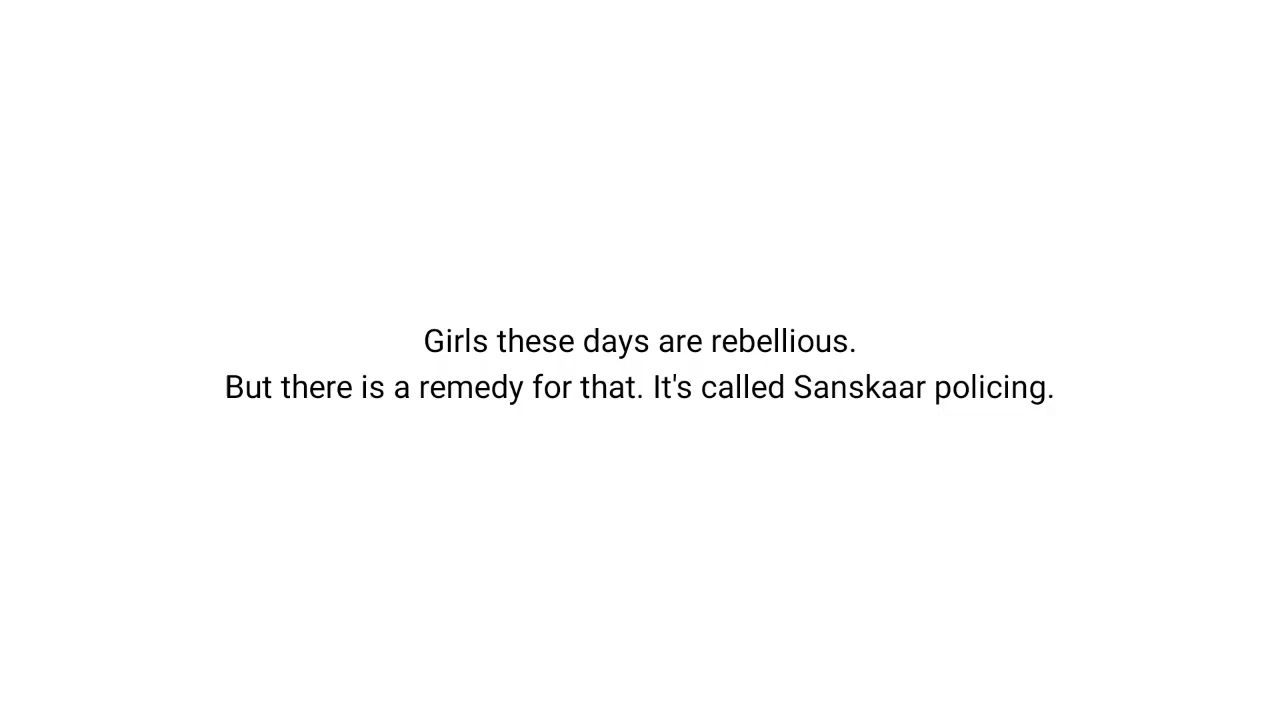 Girls these days are rebellious.
But there is a remedy for that. It's called Sanskaar policing.